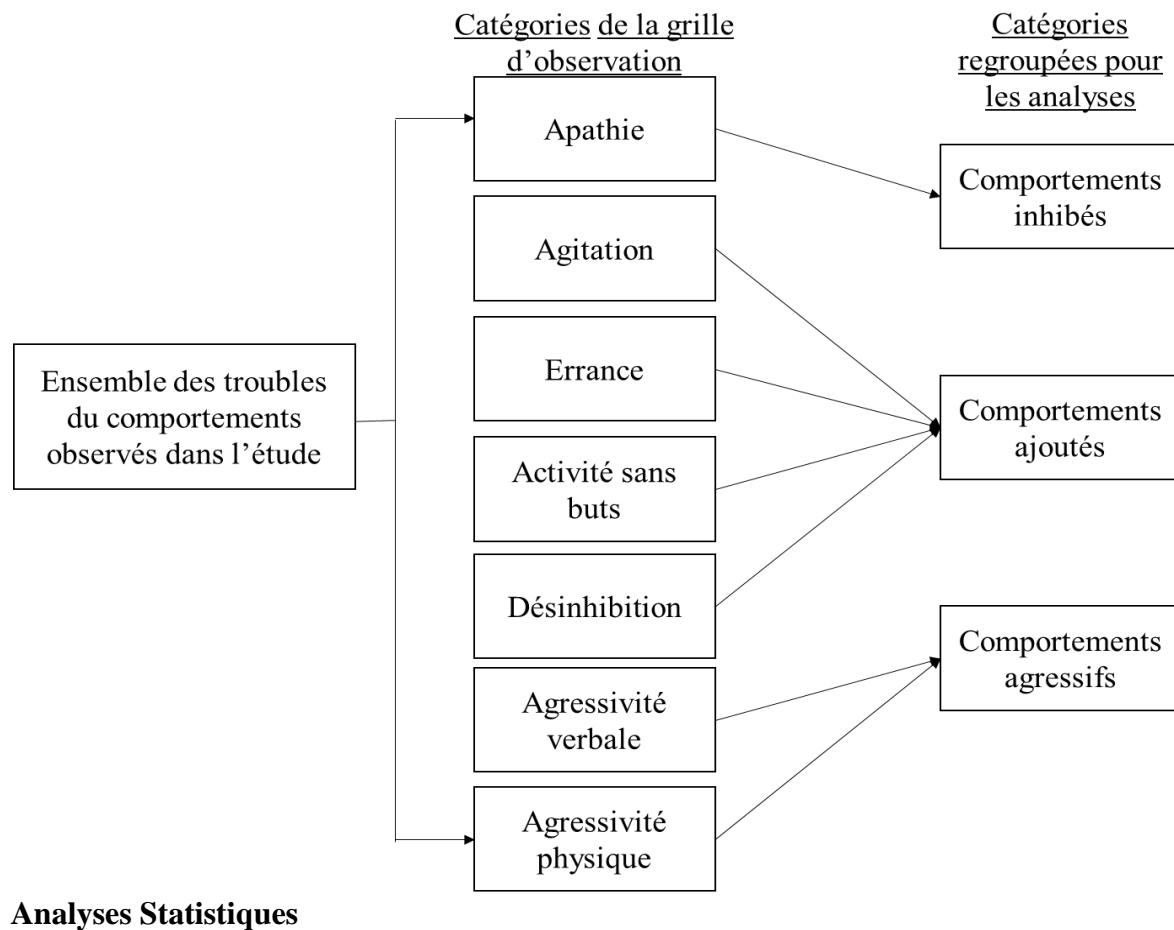 Catégories de la grille
d’observation
Catégories
regroupées pour
les analyses
Apathie
Comportements
inhibés
Agitation
Errance
Ensemble des troubles
du comportements
observés dans l’étude
Comportements
ajoutés
Activité sans
buts
Désinhibition
Comportements
agressifs
Agressivité
verbale
Agressivité
physique
Analyses Statistiques